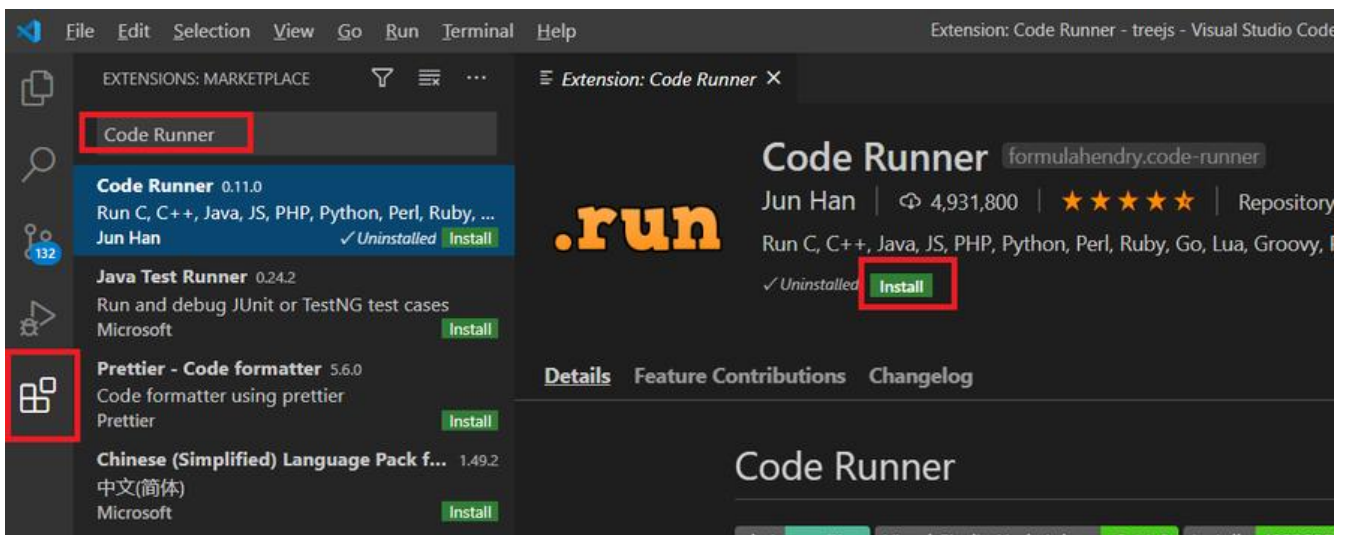 File Edit Selection View Go Run Terminal Help
Extension: Code Runner - treejs - Visual Studio Code
EXTENSIONS: MARKETPLACE
Code Runner
Code Runner 0.11.0
Run C, C++, Java, JS, PHP, Python, Perl, Ruby, ...
Jun Han ✓ Uninstalled Install
Java Test Runner 0.24.2
Run and debug JUnit or TestNG test cases
Microsoft Install
Prettier - Code formatter 5.6.0
Code formatter using prettier
Prettier Install
Chinese (Simplified) Language Pack f... 1.49.2
中文(简体)
Microsoft Install
132
Extension: Code Runner
.run
Code Runner formulahendry.code-runner
Jun Han | 4,931,800 | ★★★★★ | Repository
Run C, C++, Java, JS, PHP, Python, Perl, Ruby, Go, Lua, Groovy,
✓ Uninstalled Install
Details Feature Contributions Changelog
Code Runner